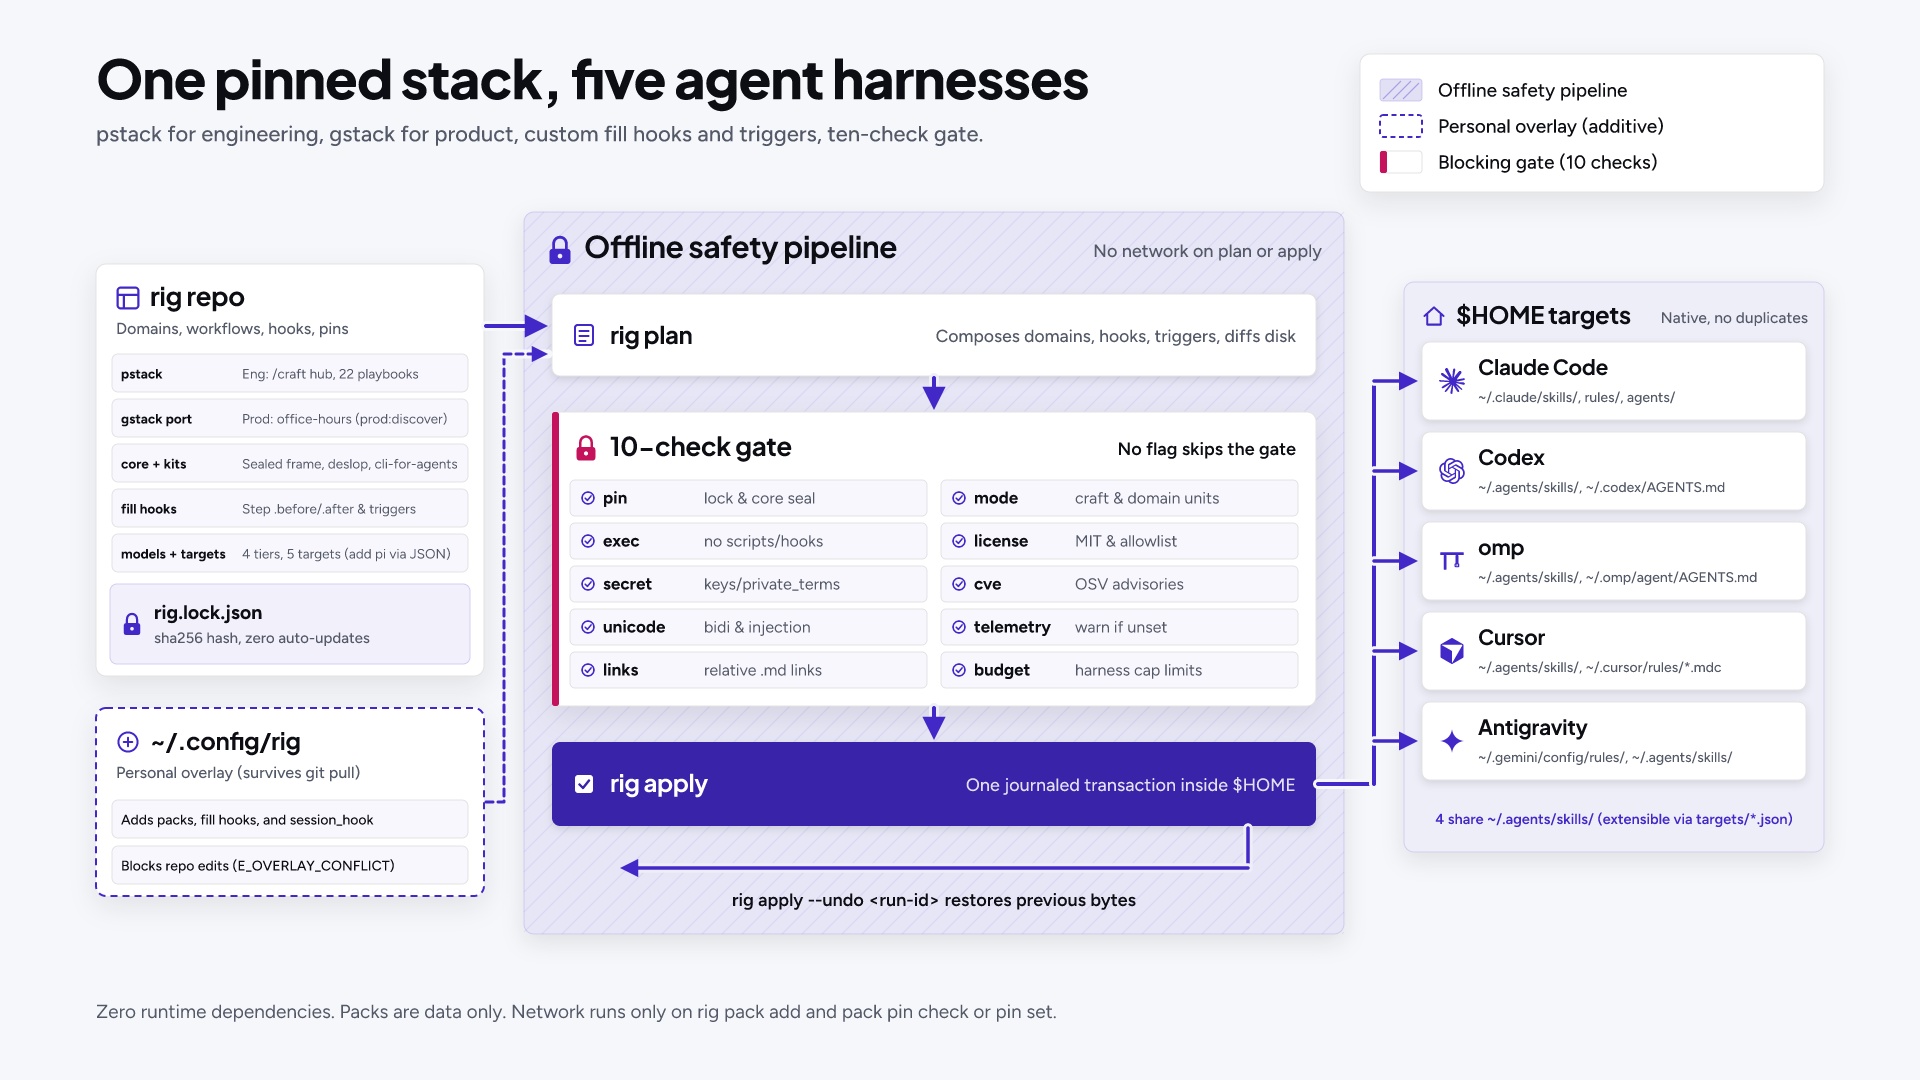 One pinned stack, five agent harnesses
pstack for engineering, gstack for product, custom fill hooks and triggers, ten-check gate.
Offline safety pipeline
Personal overlay (additive)
Blocking gate (10 checks)
rig repo
Domains, workflows, hooks, pins
pstack Eng: /craft hub, 22 playbooks
gstack port Prod: office-hours (prod:discover)
core + kits Sealed frame, deslop, cli-for-agents
fill hooks Step .before/.after & triggers
models + targets 4 tiers, 5 targets (add pi via JSON)
rig.lock.json
sha256 hash, zero auto-updates
~/.config/rig
Personal overlay (survives git pull)
Adds packs, fill hooks, and session_hook
Blocks repo edits (E_OVERLAY_CONFLICT)
Offline safety pipeline No network on plan or apply
rig plan Composes domains, hooks, triggers, diffs disk
10-check gate No flag skips the gate
pin lock & core seal
mode craft & domain units
exec no scripts/hooks
license MIT & allowlist
secret keys/private_terms
cve OSV advisories
unicode bidi & injection
telemetry warn if unset
links relative .md links
budget harness cap limits
rig apply One journaled transaction inside $HOME
rig apply --undo <run-id> restores previous bytes
$HOME targets Native, no duplicates
Claude Code
~/.claude/skills/, rules/, agents/
Codex
~/.agents/skills/, ~/.codex/AGENTS.md
omp
~/.agents/skills/, ~/.omp/agent/AGENTS.md
Cursor
~/.agents/skills/, ~/.cursor/rules/*.mdc
Antigravity
~/.gemini/config/rules/, ~/.agents/skills/
4 share ~/.agents/skills/ (extensible via targets/*.json)
Zero runtime dependencies. Packs are data only. Network runs only on rig pack add and pack pin check or pin set.